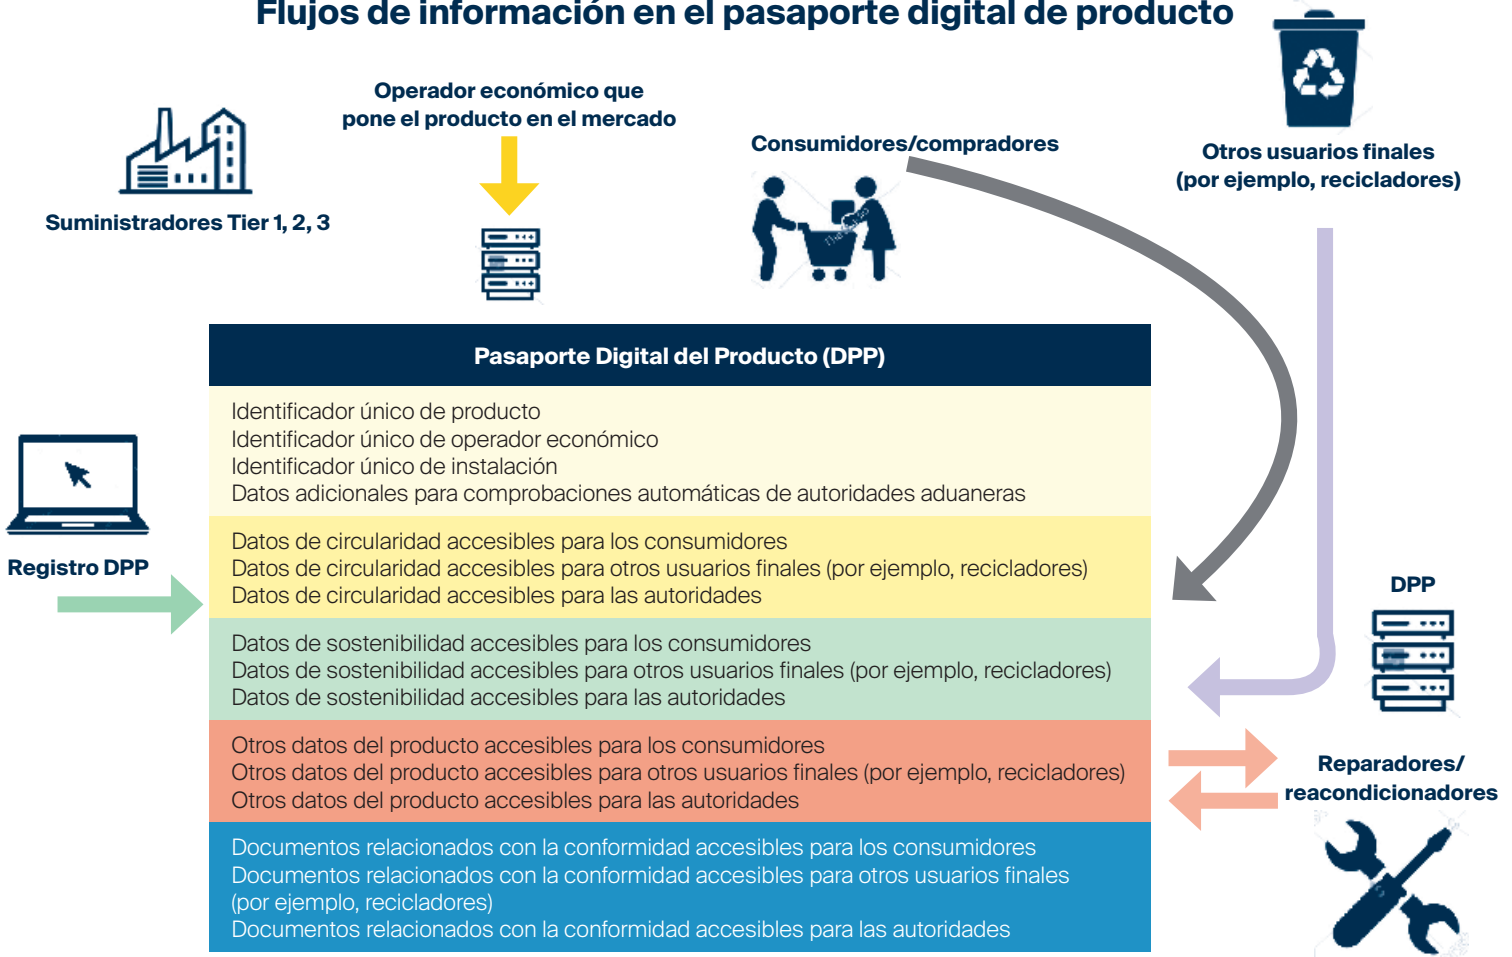 Flujos de información en el pasaporte digital de producto
Operador económico que
pone el producto en el mercado
Consumidores/compradores
Otros usuarios finales
(por ejemplo, recicladores)
Suministradores Tier 1, 2, 3
Pasaporte Digital del Producto (DPP)
Identificador único de producto
Identificador único de operador económico
Identificador único de instalación
Datos adicionales para comprobaciones automáticas de autoridades aduaneras
Registro DPP
Datos de circularidad accesibles para los consumidores
Datos de circularidad accesibles para otros usuarios finales (por ejemplo, recicladores)
Datos de circularidad accesibles para las autoridades
DPP
Datos de sostenibilidad accesibles para los consumidores
Datos de sostenibilidad accesibles para otros usuarios finales (por ejemplo, recicladores)
Datos de sostenibilidad accesibles para las autoridades
Otros datos del producto accesibles para los consumidores
Otros datos del producto accesibles para otros usuarios finales (por ejemplo, recicladores)
Otros datos del producto accesibles para las autoridades
Reparadores/
reacondicionadores
Documentos relacionados con la conformidad accesibles para los consumidores
Documentos relacionados con la conformidad accesibles para otros usuarios finales
(por ejemplo, recicladores)
Documentos relacionados con la conformidad accesibles para las autoridades